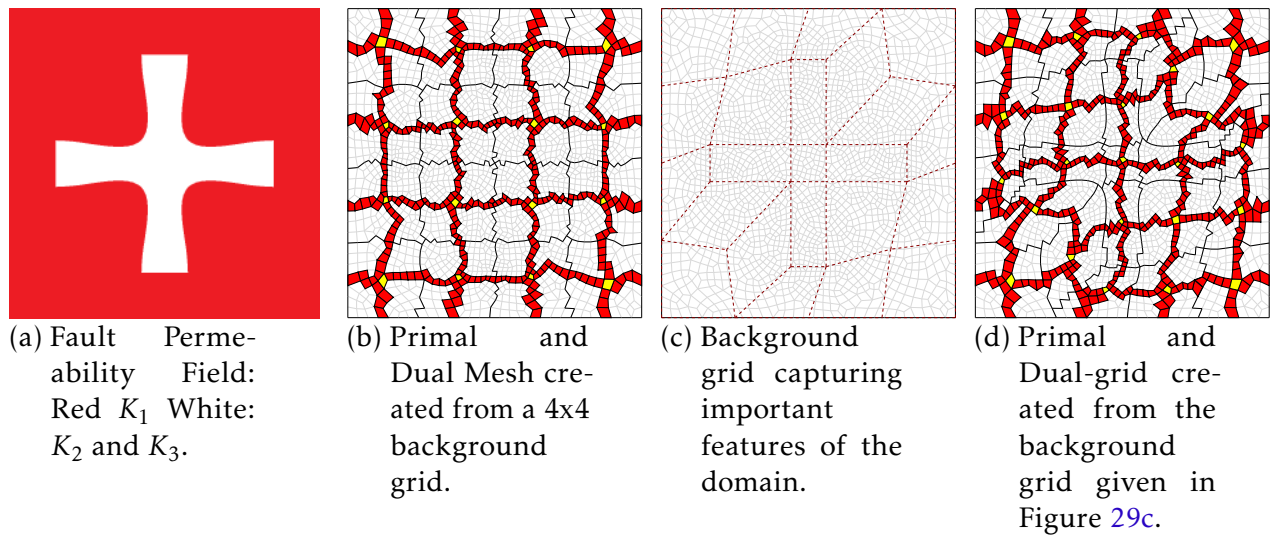 (a) Fault Perme-
ability Field:
Red K₁ White:
K₂ and K₃.
(b) Primal and
Dual Mesh cre-
ated from a 4x4
background
grid.
(c) Background
grid capturing
important
features of the
domain.
(d) Primal and
Dual-grid cre-
ated from the
background
grid given in
Figure 29c.